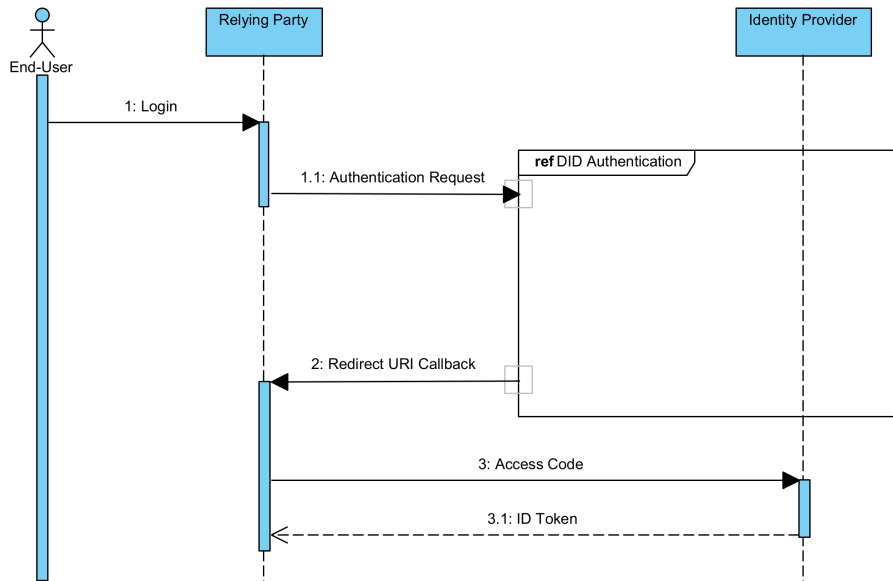 Relying Party
Identity Provider
End-User
1: Login
ref DID Authentication
1.1: Authentication Request
2: Redirect URI Callback
3: Access Code
3.1: ID Token